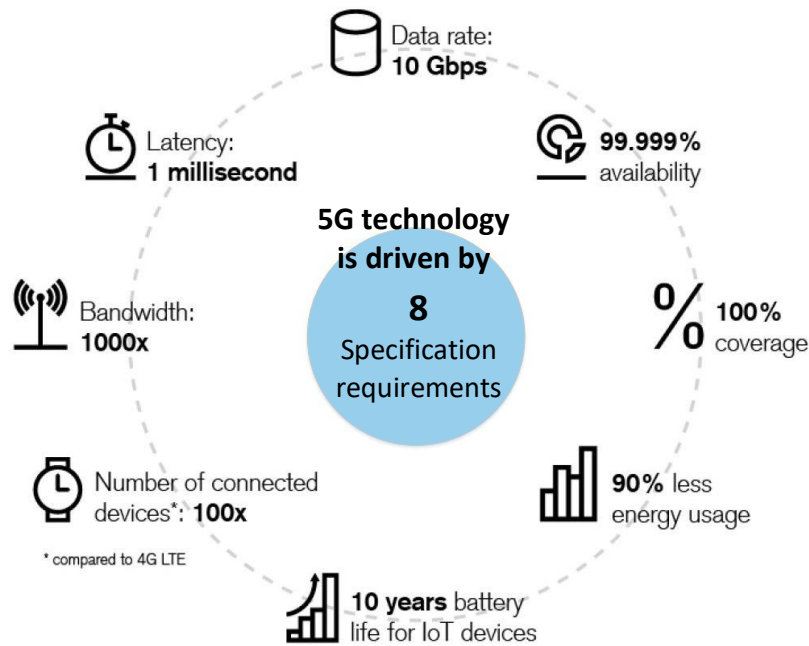 Data rate:
10 Gbps
99.999%
availability
100%
coverage
90% less
energy usage
10 years battery
life for IoT devices
Number of connected
devices*: 100x
* compared to 4G LTE
Bandwidth:
1000x
Latency:
1 millisecond
5G technology
is driven by
8
Specification
requirements